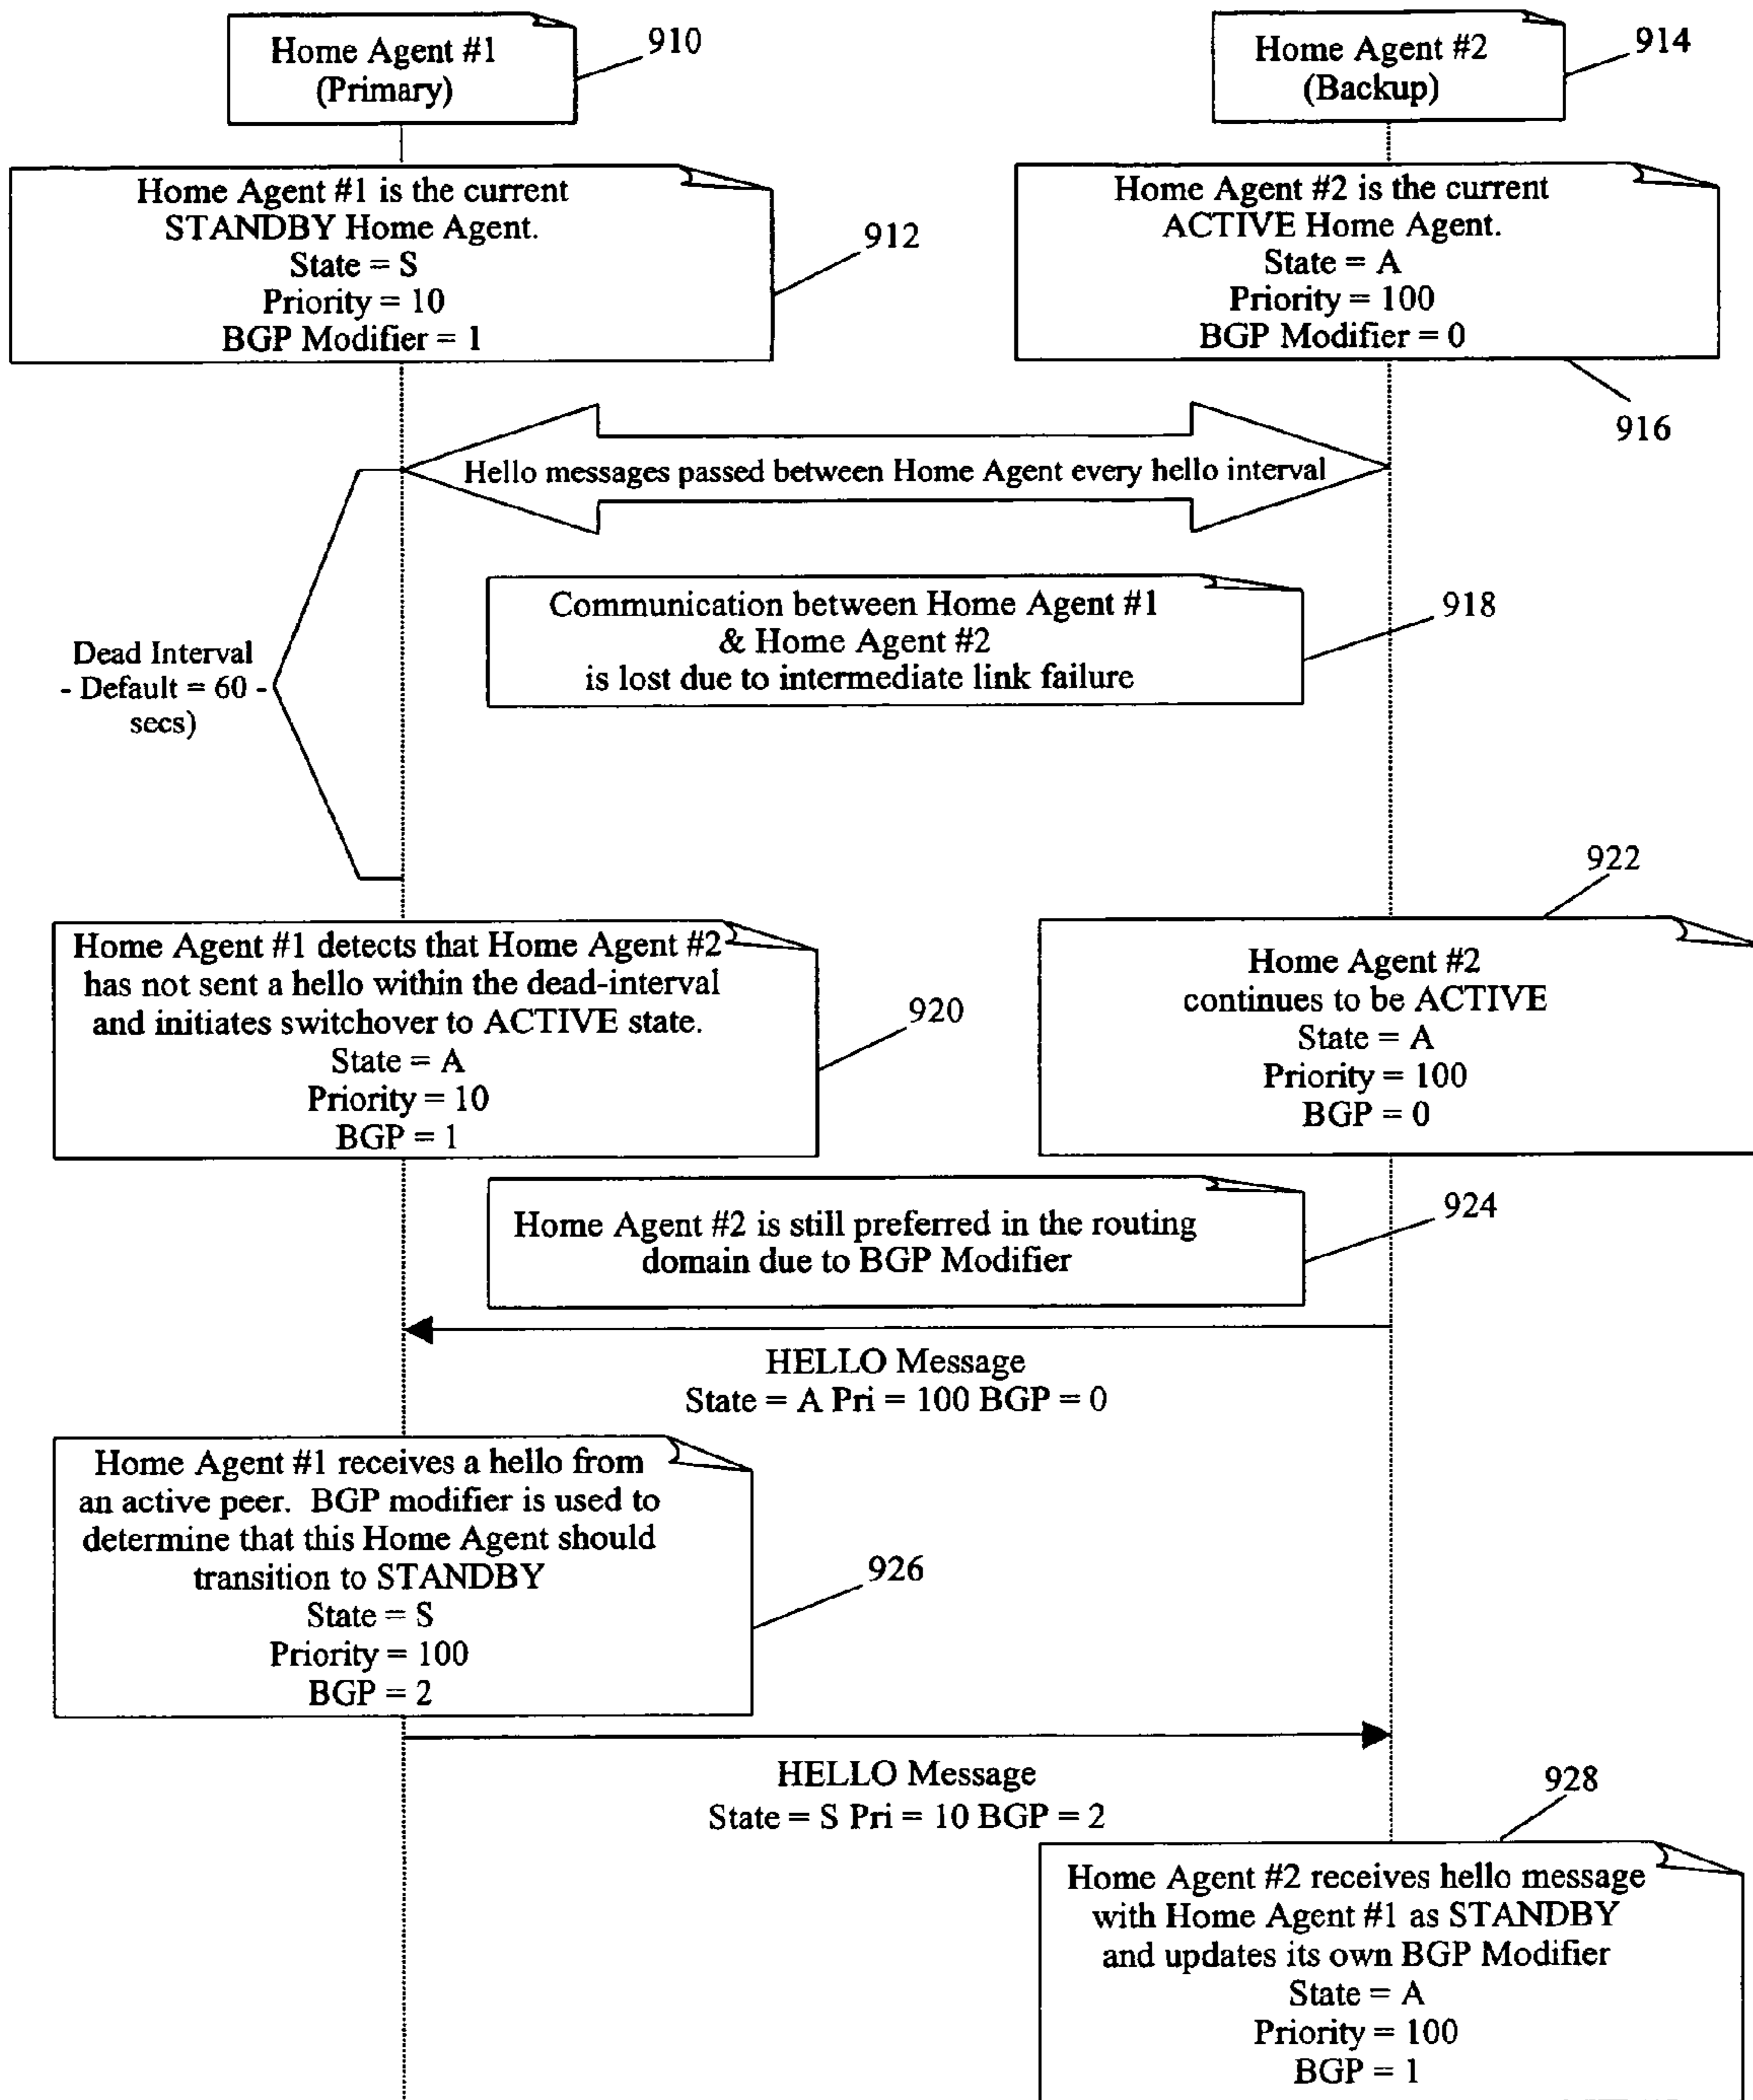 Home Agent #1
(Primary)
910
Home Agent #2
(Backup)
914
Home Agent #1 is the current
STANDBY Home Agent.
State = S
Priority = 10
BGP Modifier = 1
912
Home Agent #2 is the current
ACTIVE Home Agent.
State = A
Priority = 100
BGP Modifier = 0
916
Hello messages passed between Home Agent every hello interval
Communication between Home Agent #1
& Home Agent #2
is lost due to intermediate link failure
918
Dead Interval
- Default = 60 -
secs)
922
Home Agent #1 detects that Home Agent #2
has not sent a hello within the dead-interval
and initiates switchover to ACTIVE state.
State = A
Priority = 10
BGP = 1
920
Home Agent #2
continues to be ACTIVE
State = A
Priority = 100
BGP = 0
Home Agent #2 is still preferred in the routing
domain due to BGP Modifier
924
HELLO Message
State = A Pri = 100 BGP = 0
Home Agent #1 receives a hello from
an active peer. BGP modifier is used to
determine that this Home Agent should
transition to STANDBY
State = S
Priority = 100
BGP = 2
926
HELLO Message
State = S Pri = 10 BGP = 2
928
Home Agent #2 receives hello message
with Home Agent #1 as STANDBY
and updates its own BGP Modifier
State = A
Priority = 100
BGP = 1